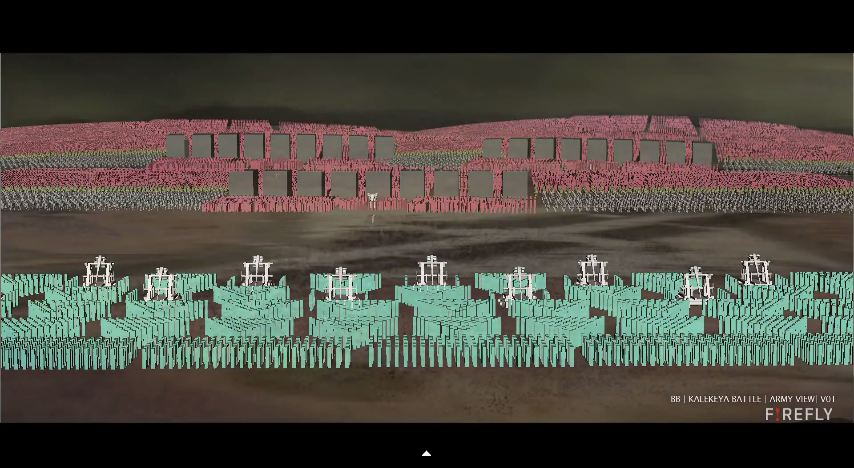 BB | KALEKEYA BATTLE | ARMY VIEW| V01
FIREFLY